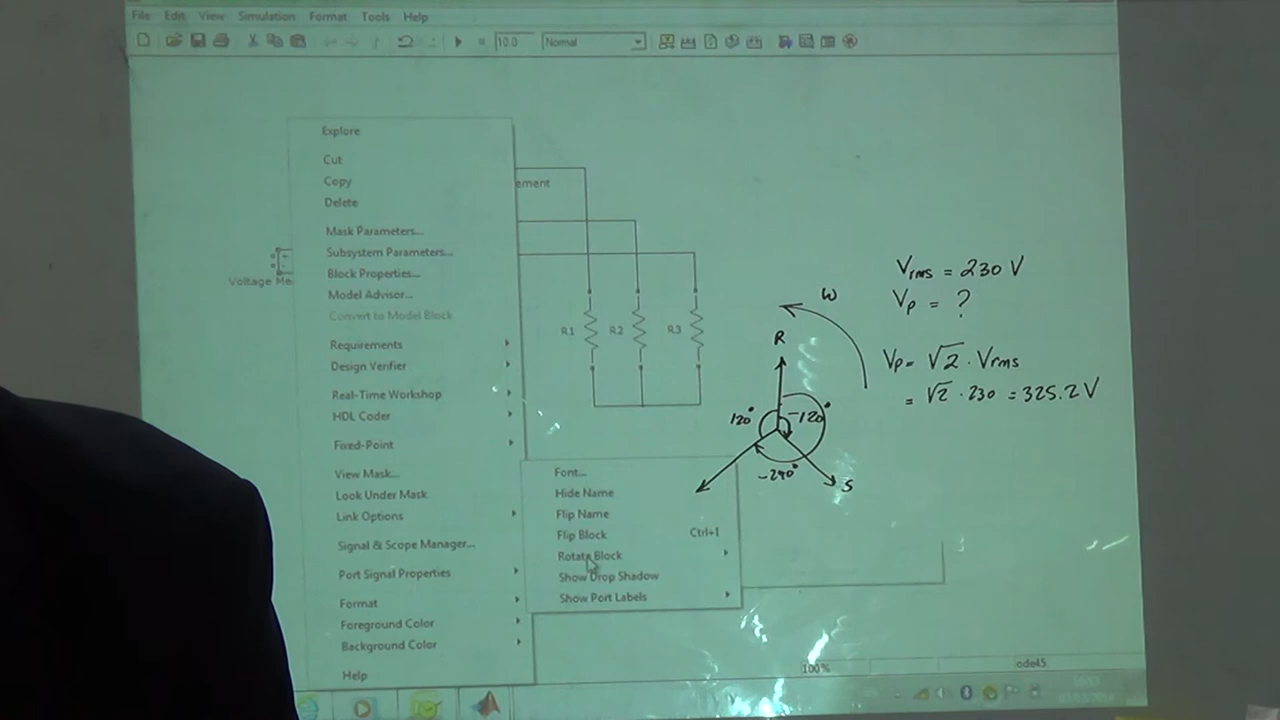 File Edit View Simulation Format Tools Help
10.0 Normal
Explore
Cut
Copy
Delete
Mask Parameters...
Subsystem Parameters...
Block Properties...
Model Advisor...
Convert to Model Block
Requirements
Design Verifier
Real-Time Workshop
HDL Coder
Fixed-Point
View Mask...
Look Under Mask
Link Options
Signal & Scope Manager...
Port Signal Properties
Format
Foreground Color
Background Color
Help
Font...
Hide Name
Flip Name
Flip Block Ctrl+I
Rotate Block
Show Drop Shadow
Show Port Labels
ement
Voltage Me
R1 R2 R3
ω
R
120° -120°
-240°
S
Vrms = 230 V
Vp = ?
Vp = √2 · Vrms
= √2 · 230 = 325.2 V
100% ode45